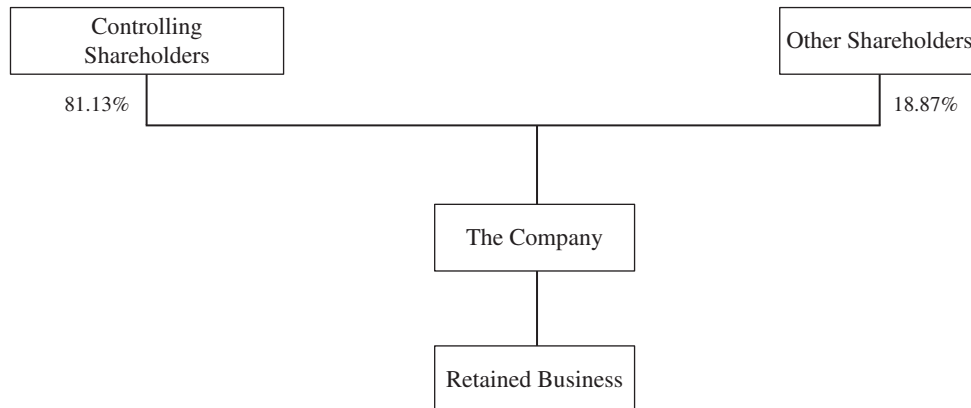 Controlling
Shareholders
Other Shareholders
81.13%
18.87%
The Company
Retained Business